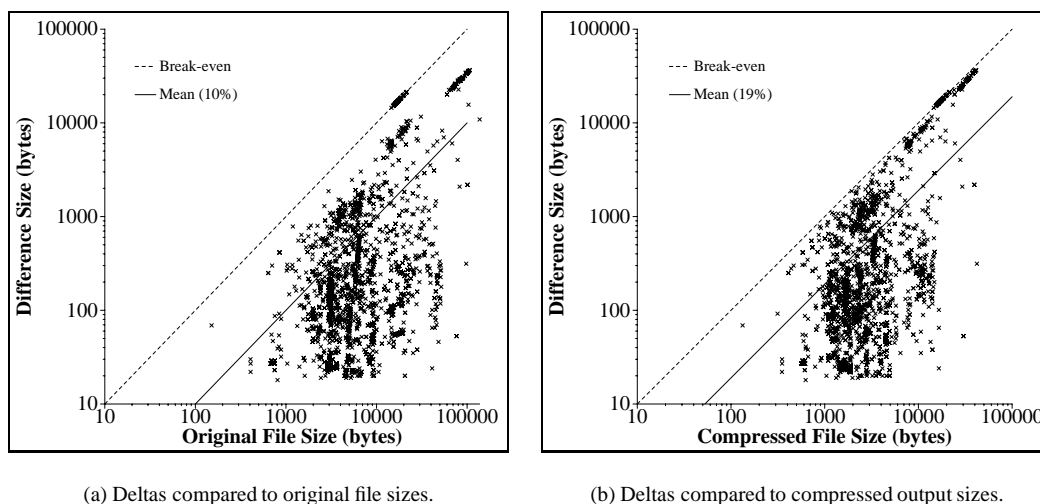 100000
10000
1000
100
10
Difference Size (bytes)
Break-even
Mean (10%)
10 100 1000 10000 100000
Original File Size (bytes)
100000
10000
1000
100
10
Difference Size (bytes)
Break-even
Mean (19%)
10 100 1000 10000 100000
Compressed File Size (bytes)
(a) Deltas compared to original file sizes.
(b) Deltas compared to compressed output sizes.